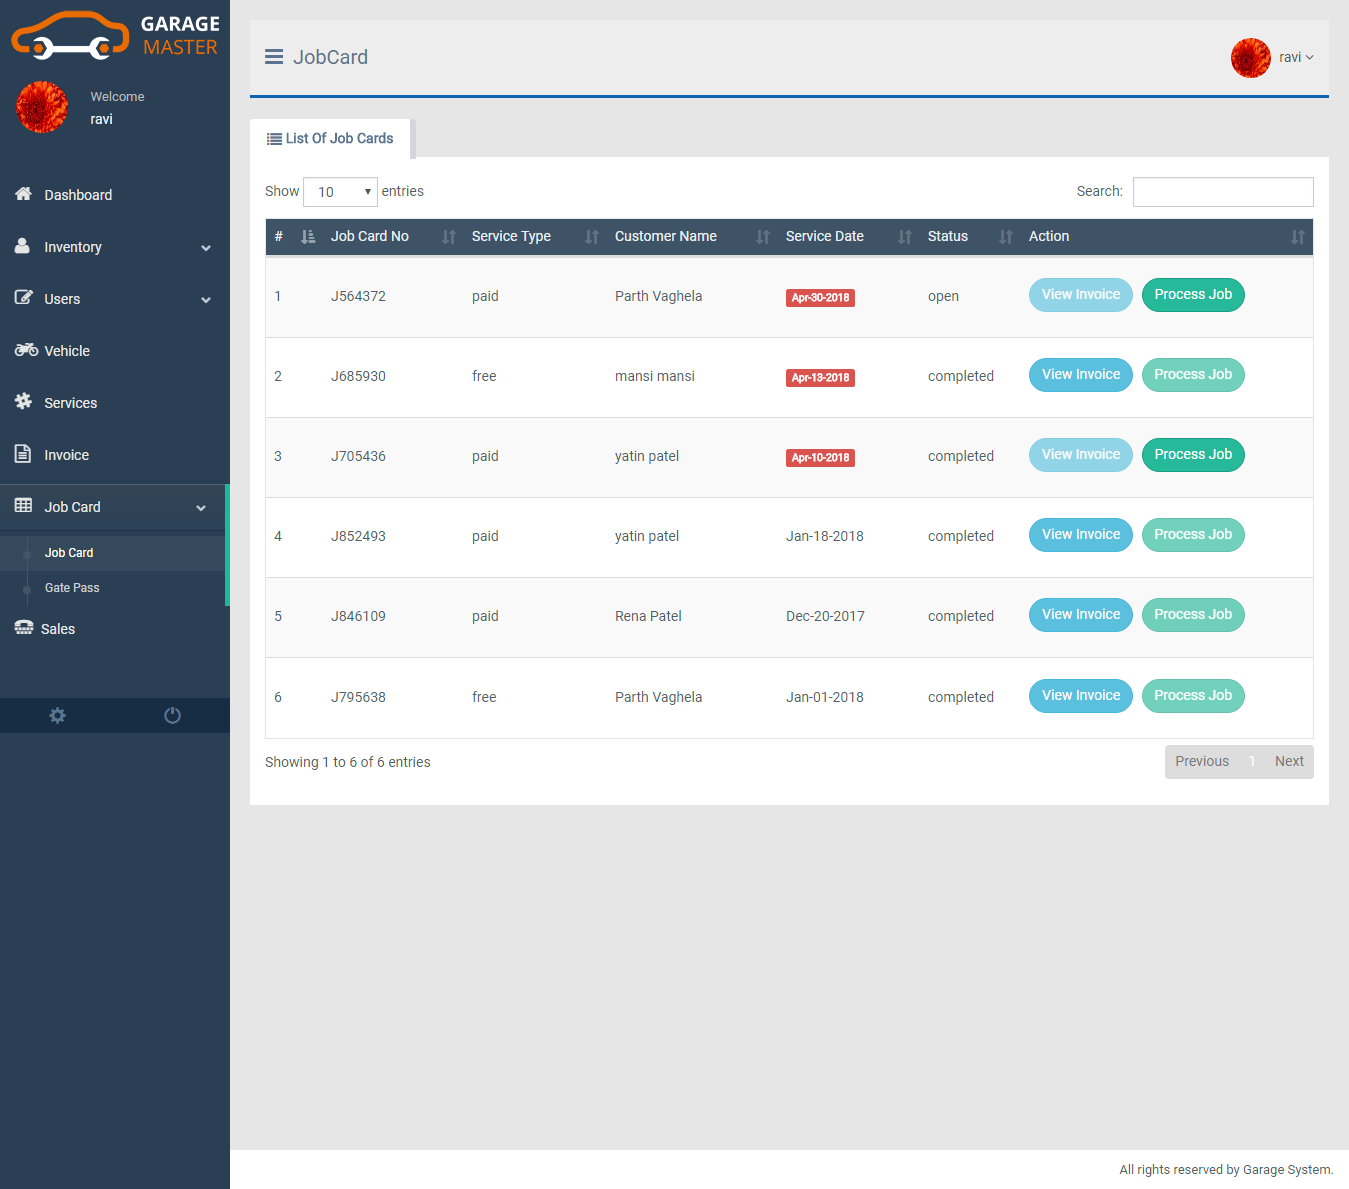 GARAGE
MASTER
Welcome
ravi
Dashboard
Inventory
Users
Vehicle
Services
Invoice
Job Card
Job Card
Gate Pass
Sales
JobCard
ravi
List Of Job Cards
Show 10 entries
Search:
# Job Card No Service Type Customer Name Service Date Status Action
1 J564372 paid Parth Vaghela Apr-30-2018 open View Invoice Process Job
2 J685930 free mansi mansi Apr-13-2018 completed View Invoice Process Job
3 J705436 paid yatin patel Apr-10-2018 completed View Invoice Process Job
4 J852493 paid yatin patel Jan-18-2018 completed View Invoice Process Job
5 J846109 paid Rena Patel Dec-20-2017 completed View Invoice Process Job
6 J795638 free Parth Vaghela Jan-01-2018 completed View Invoice Process Job
Showing 1 to 6 of 6 entries
Previous 1 Next
All rights reserved by Garage System.